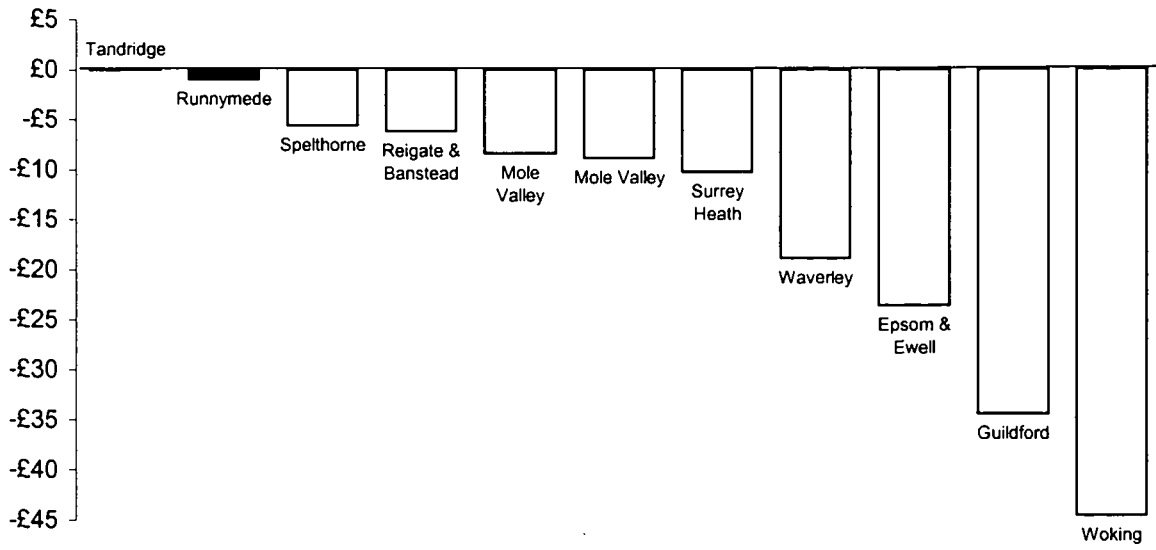 £5
£0
-£5
-£10
-£15
-£20
-£25
-£30
-£35
-£40
-£45
Tandridge
Runnymede
Spelthorne
Reigate &
Banstead
Mole
Valley
Mole Valley
Surrey
Heath
Waverley
Epsom &
Ewell
Guildford
Woking